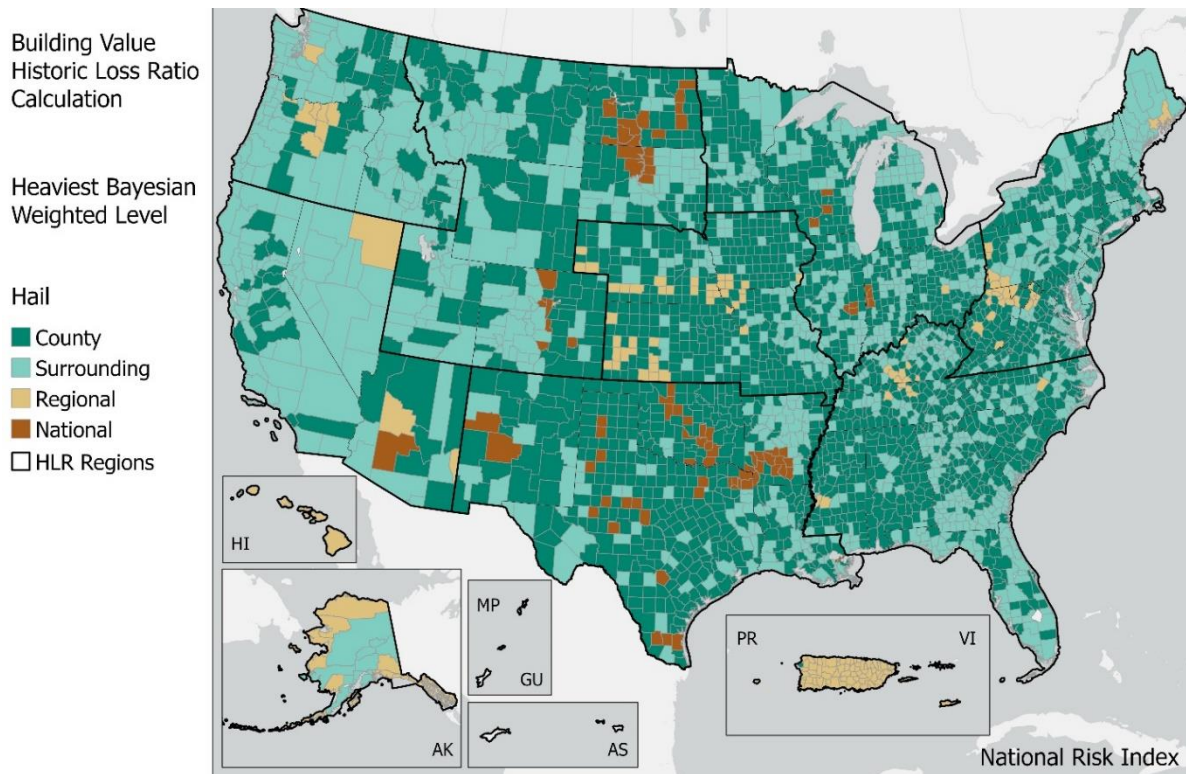 Building Value
Historic Loss Ratio
Calculation
Heaviest Bayesian
Weighted Level
Hail
County
Surrounding
Regional
National
HLR Regions
HI
AK
MP
GU
AS
PR
VI
National Risk Index